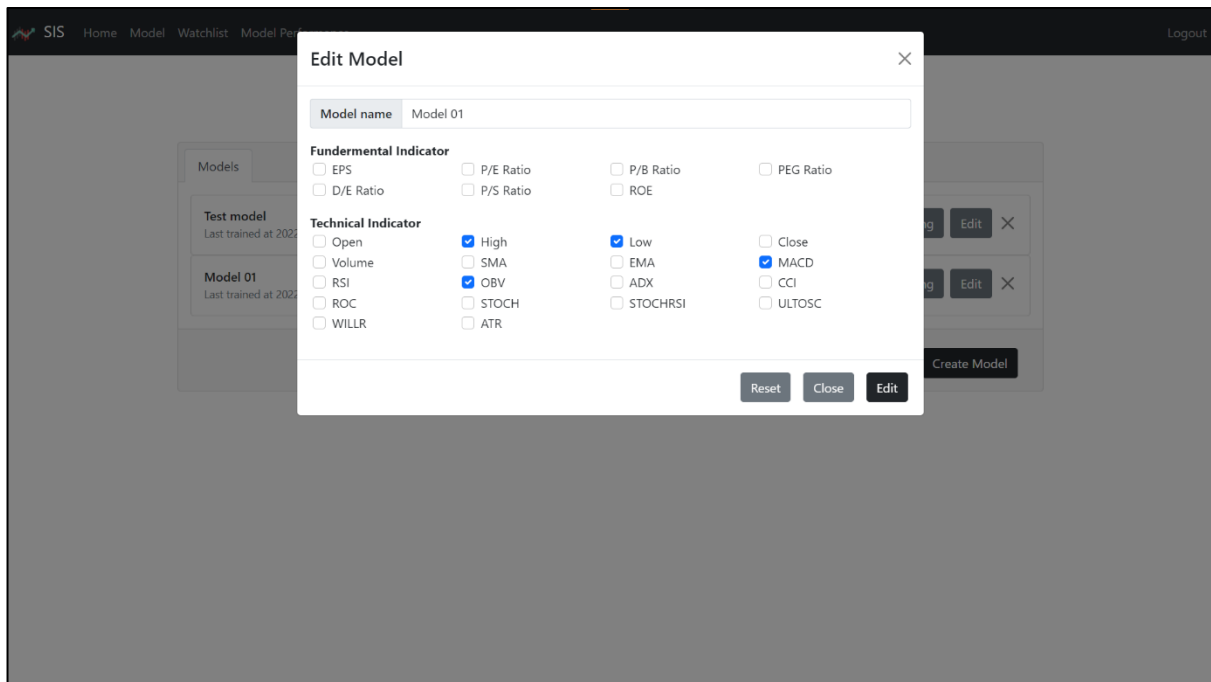 SIS Home Model Watchlist Model Logout
Edit Model
Model name Model 01
Models
Fundermental Indicator
EPS P/E Ratio P/B Ratio PEG Ratio
D/E Ratio P/S Ratio ROE
Test model
Last trained at 2022
Edit
Technical Indicator
Open High Low Close
Volume SMA EMA MACD
RSI OBV ADX CCI
ROC STOCH STOCHRSI ULTOSC
WILLR ATR
Model 01
Last trained at 2022
Edit
Create Model
Reset Close Edit